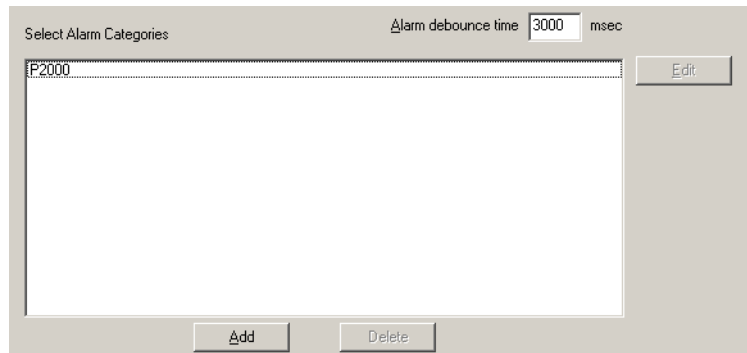 Select Alarm Categories
Alarm debounce time 3000 msec
P2000
Edit
Add
Delete